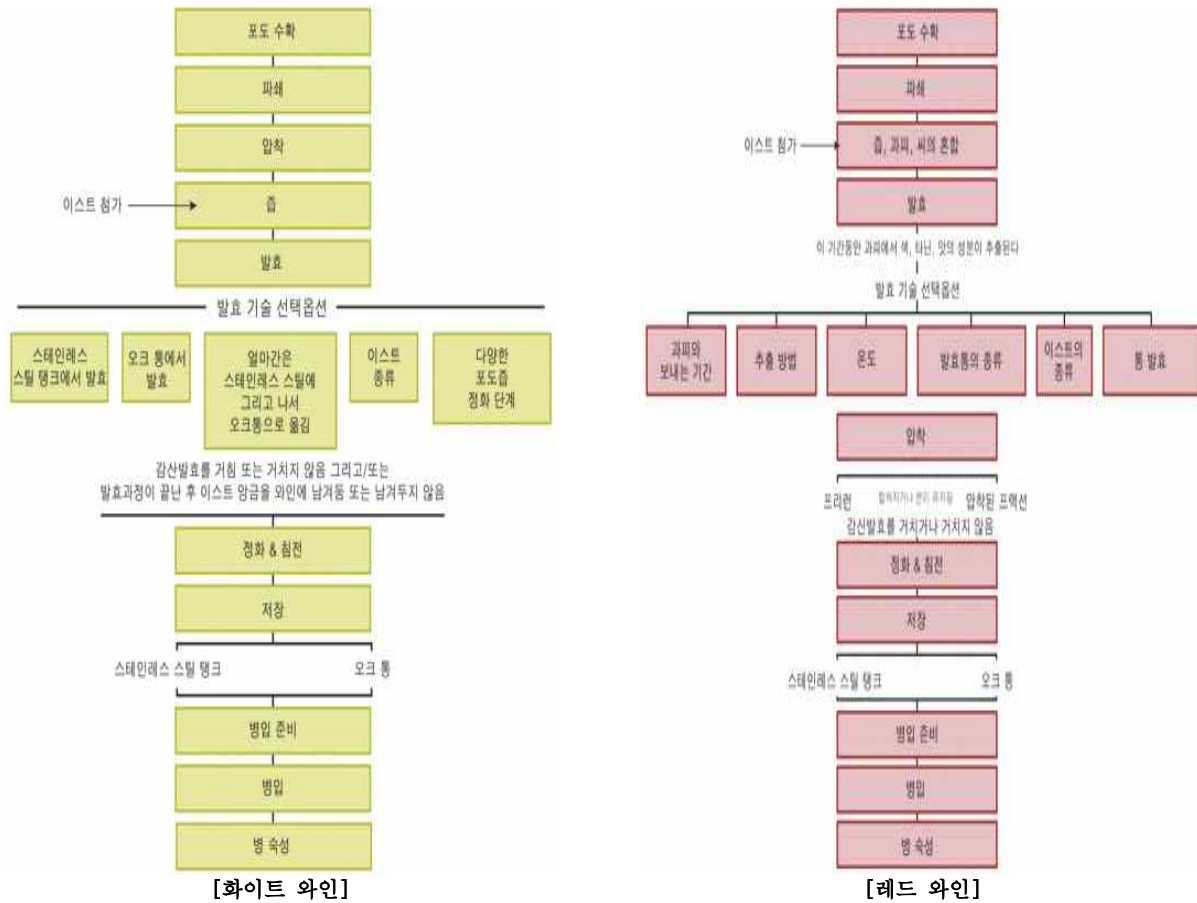 포도 수확
파쇄
압착
이스트 첨가
즙
발효
발효 기술 선택옵션
스테인레스
스틸 탱크에서 발효
오크 통에서
발효
얼마간은
스테인레스 스틸에
그리고 나서
오크통으로 옮김
이스트
종류
다양한
포도즙
정화 단계
감산발효를 거침 또는 거치지 않음 그리고/또는
발효과정이 끝난 후 이스트 앙금을 와인에 남겨둠 또는 남겨두지 않음
정화 & 침전
저장
스테인레스 스틸 탱크
오크 통
병입 준비
병입
병 숙성
[화이트 와인]
포도 수확
파쇄
이스트 첨가
즙, 과피, 씨의 혼합
발효
이 기간동안 과피에서 색, 타닌, 맛의 성분이 추출된다
발효 기술 선택옵션
과피와
보내는 기간
추출 방법
온도
발효통의 종류
이스트의
종류
통 발효
압착
프리런
압착된 프랙션
감산발효를 거치거나 거치지 않음
정화 & 침전
저장
스테인레스 스틸 탱크
오크 통
병입 준비
병입
병 숙성
[레드 와인]